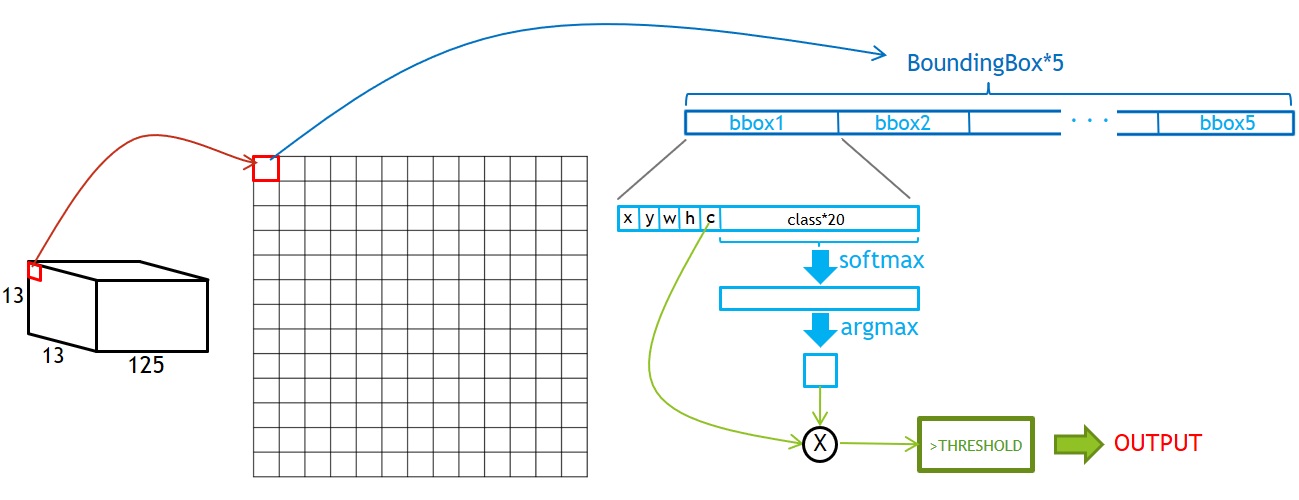 BoundingBox*5
bbox1 bbox2 . . . bbox5
x y w h c class*20
softmax
13
argmax
13
125
X >THRESHOLD OUTPUT